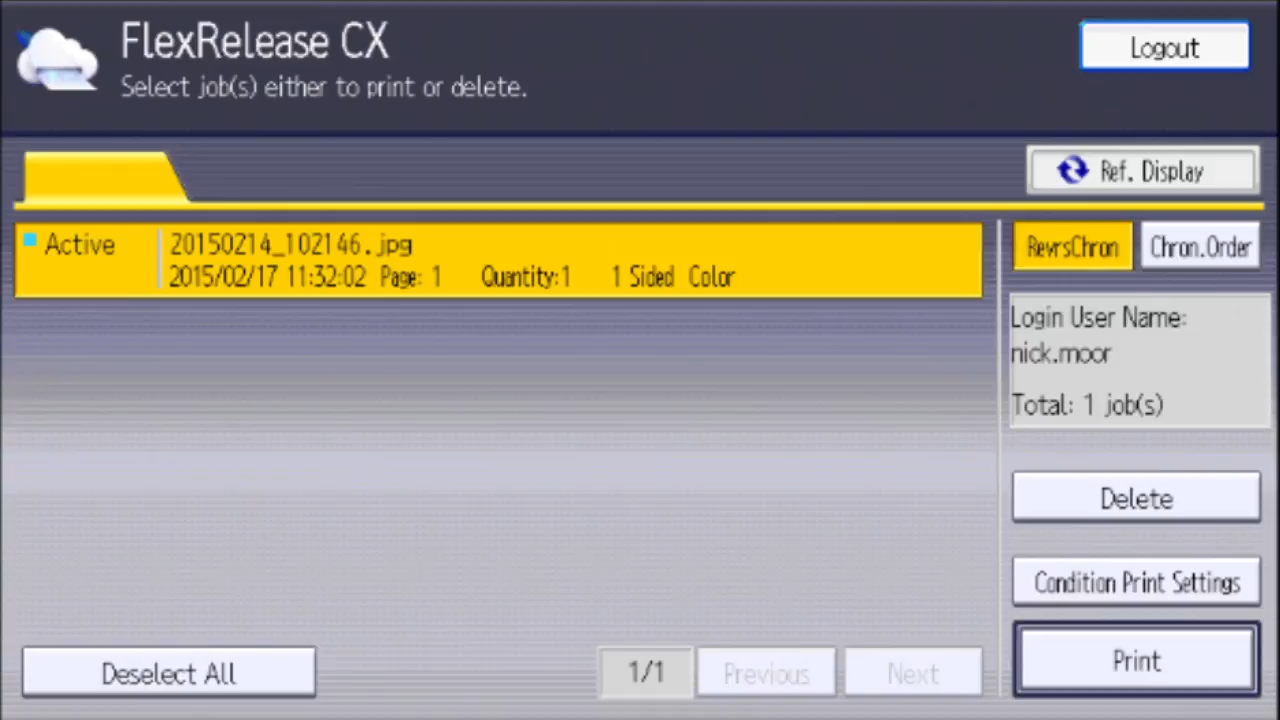 FlexRelease CX
Select job(s) either to print or delete.
Logout
Ref. Display
Active
20150214_102146.jpg
2015/02/17 11:32:02 Page: 1 Quantity:1 1 Sided Color
RevrsChron
Chron.Order
Login User Name:
nick.moor
Total: 1 job(s)
Delete
Condition Print Settings
Print
Deselect All
1/1
Previous
Next